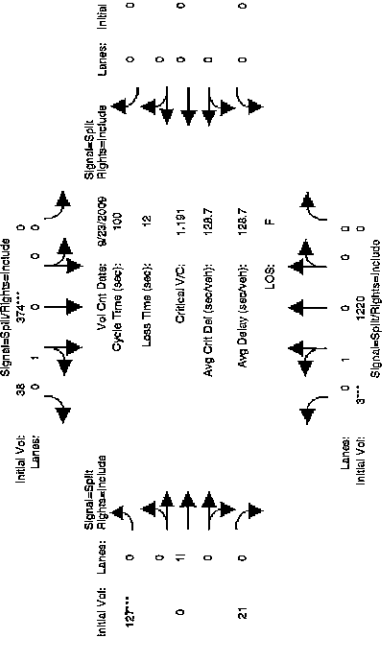 Signal=Split/Rights=Include
Initial Vol: 38 374*** 0
Lanes: 0 1 0 0 0
Signal=Split
Rights=Include
Initial Vol: Lanes:
127*** 0
0
0 1!
0
21 0
Vol Cnt Date: 9/23/2009
Cycle Time (sec): 100
Loss Time (sec): 12
Critical V/C: 1.191
Avg Crit Del (sec/veh): 128.7
Avg Delay (sec/veh): 128.7
LOS: F
Signal=Split
Rights=Include
Lanes: Initial
0 0
0
0 0
0
0 0
Lanes: 0 1 0 0 0
Initial Vol: 3*** 1220 0
Signal=Split/Rights=Include